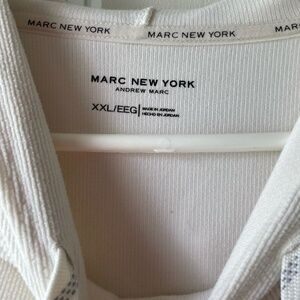 MARC NEW YORK MARC NEW YORK MAR
MARC NEW YORK
ANDREW MARC
XXL/EEG
MADE IN JORDAN
HECHO EN JORDAN